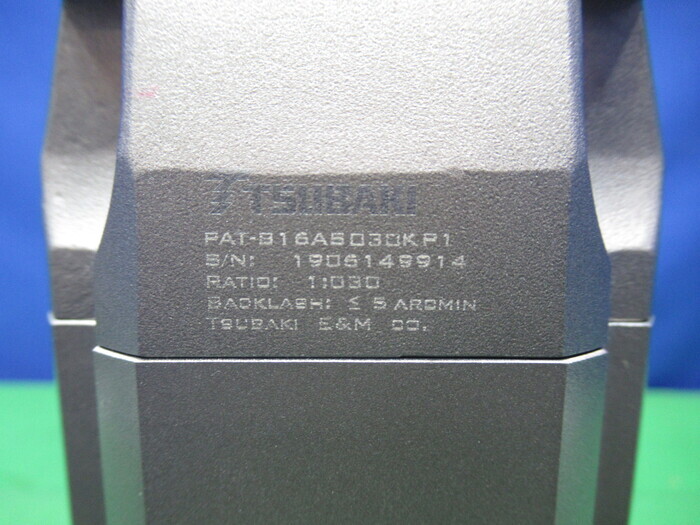 TSUBAKI
PAT-B16A5030KP1
S/N: 1906149914
RATIO: 1:030
BACKLASH: ≤ 5 ARCMIN
TSUBAKI E&M CO.